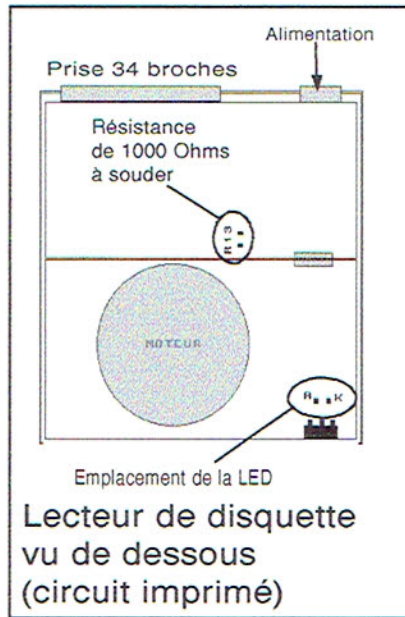 Alimentation
Prise 34 broches
Résistance
de 1000 Ohms
à souder
R13
MOTEUR
A K
Emplacement de la LED
Lecteur de disquette
vu de dessous
(circuit imprimé)